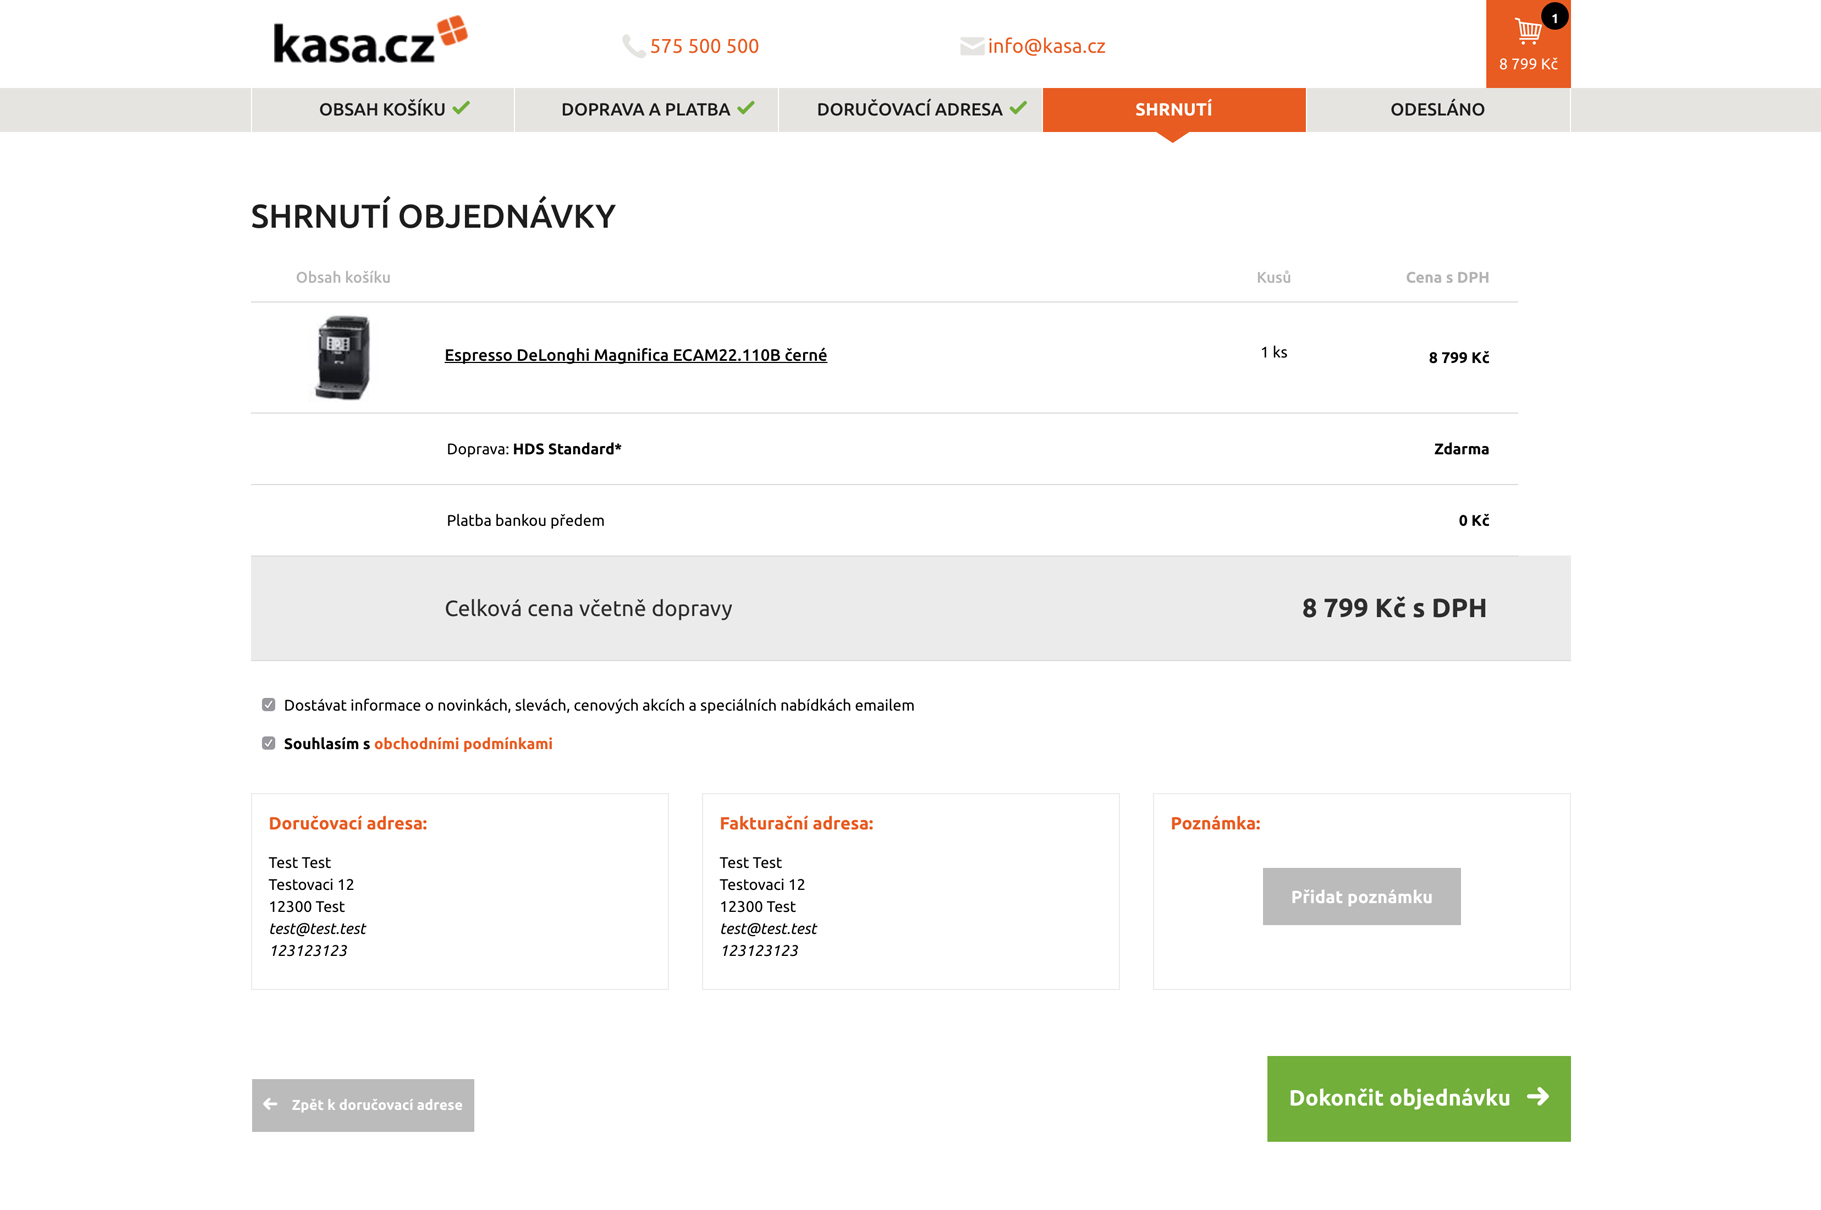 kasa.cz
575 500 500
info@kasa.cz
1
8 799 Kč
OBSAH KOŠÍKU
DOPRAVA A PLATBA
DORUČOVACÍ ADRESA
SHRNUTÍ
ODESLÁNO
SHRNUTÍ OBJEDNÁVKY
Obsah košíku
Kusů
Cena s DPH
Espresso DeLonghi Magnifica ECAM22.110B černé
1 ks
8 799 Kč
Doprava: HDS Standard*
Zdarma
Platba bankou předem
0 Kč
Celková cena včetně dopravy
8 799 Kč s DPH
Dostávat informace o novinkách, slevách, cenových akcích a speciálních nabídkách emailem
Souhlasím s obchodními podmínkami
Doručovací adresa:
Test Test
Testovaci 12
12300 Test
test@test.test
123123123
Fakturační adresa:
Test Test
Testovaci 12
12300 Test
test@test.test
123123123
Poznámka:
Přidat poznámku
Zpět k doručovací adrese
Dokončit objednávku